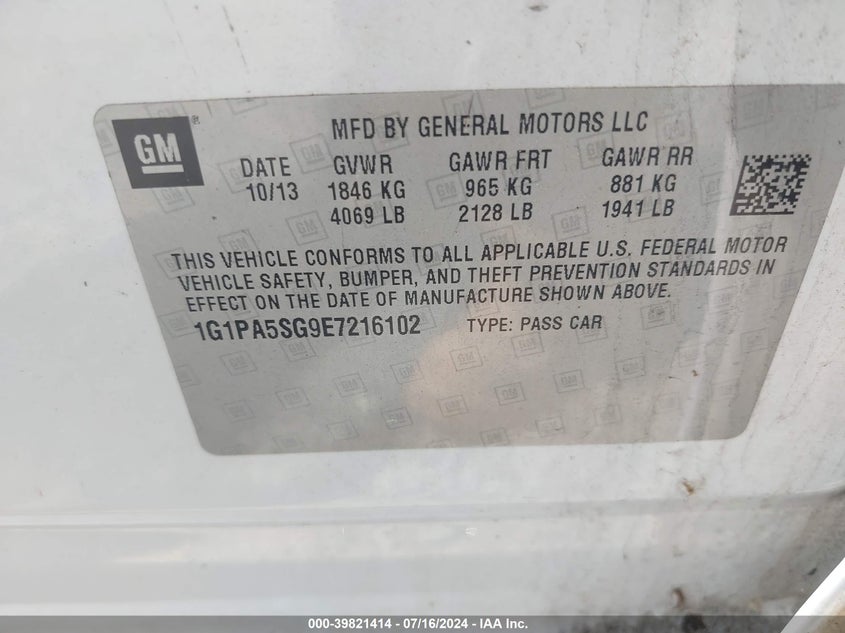 GM ® MFD BY GENERAL MOTORS LLC
DATE GVWR GAWR FRT GAWR RR
10/13 1846 KG 965 KG 881 KG
4069 LB 2128 LB 1941 LB
THIS VEHICLE CONFORMS TO ALL APPLICABLE U.S. FEDERAL MOTOR
VEHICLE SAFETY, BUMPER, AND THEFT PREVENTION STANDARDS IN
EFFECT ON THE DATE OF MANUFACTURE SHOWN ABOVE.
1G1PA5SG9E7216102 TYPE: PASS CAR
000-39821414 - 07/16/2024 - IAA Inc.